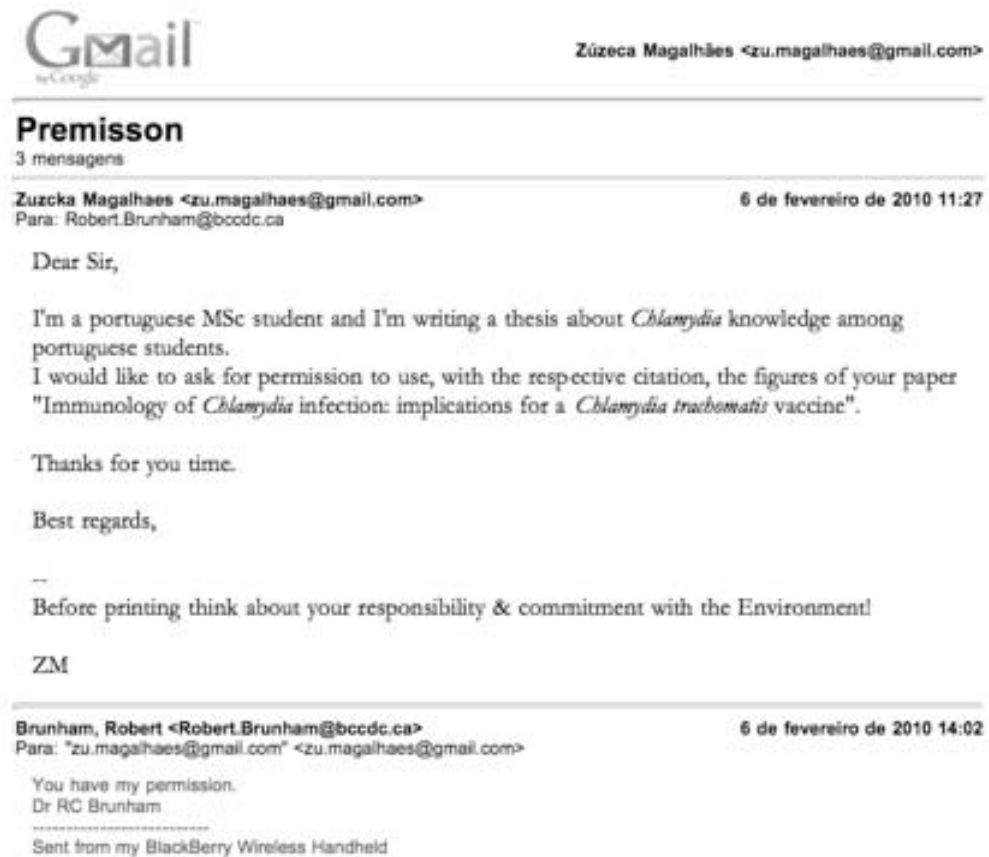 Gmail
by Google
Zúzeca Magalhães <zu.magalhaes@gmail.com>
Premisson
3 mensagens
Zuzcka Magalhaes <zu.magalhaes@gmail.com> 6 de fevereiro de 2010 11:27
Para: Robert.Brunham@bccdc.ca
Dear Sir,
I'm a portuguese MSc student and I'm writing a thesis about Chlamydia knowledge among
portuguese students.
I would like to ask for permission to use, with the respective citation, the figures of your paper
"Immunology of Chlamydia infection: implications for a Chlamydia trachomatis vaccine".
Thanks for you time.
Best regards,
--
Before printing think about your responsibility & commitment with the Environment!
ZM
Brunham, Robert <Robert.Brunham@bccdc.ca> 6 de fevereiro de 2010 14:02
Para: "zu.magalhaes@gmail.com" <zu.magalhaes@gmail.com>
You have my permission.
Dr RC Brunham
---------------------------
Sent from my BlackBerry Wireless Handheld